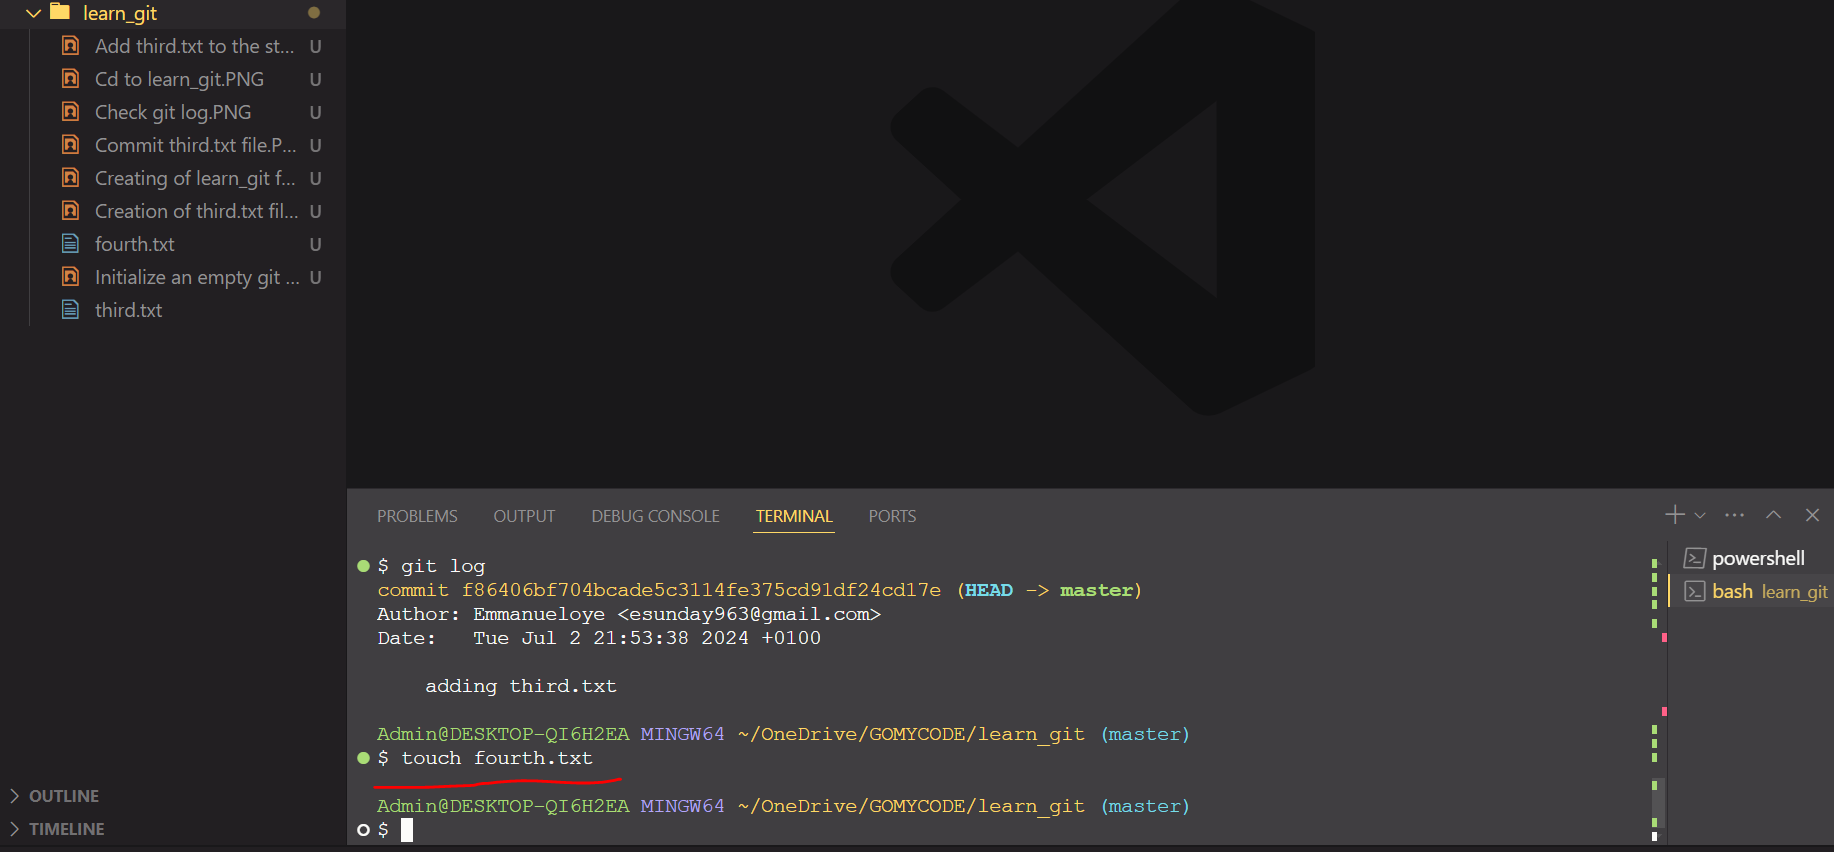 learn_git
Add third.txt to the st... U
Cd to learn_git.PNG U
Check git log.PNG U
Commit third.txt file.P... U
Creating of learn_git f... U
Creation of third.txt fil... U
fourth.txt U
Initialize an empty git ... U
third.txt
OUTLINE
TIMELINE
PROBLEMS OUTPUT DEBUG CONSOLE TERMINAL PORTS
$ git log
commit f86406bf704bcade5c3114fe375cd91df24cd17e (HEAD -> master)
Author: Emmanueloye <esunday963@gmail.com>
Date: Tue Jul 2 21:53:38 2024 +0100
adding third.txt
Admin@DESKTOP-QI6H2EA MINGW64 ~/OneDrive/GOMYCODE/learn_git (master)
$ touch fourth.txt
Admin@DESKTOP-QI6H2EA MINGW64 ~/OneDrive/GOMYCODE/learn_git (master)
$
powershell
bash learn_git